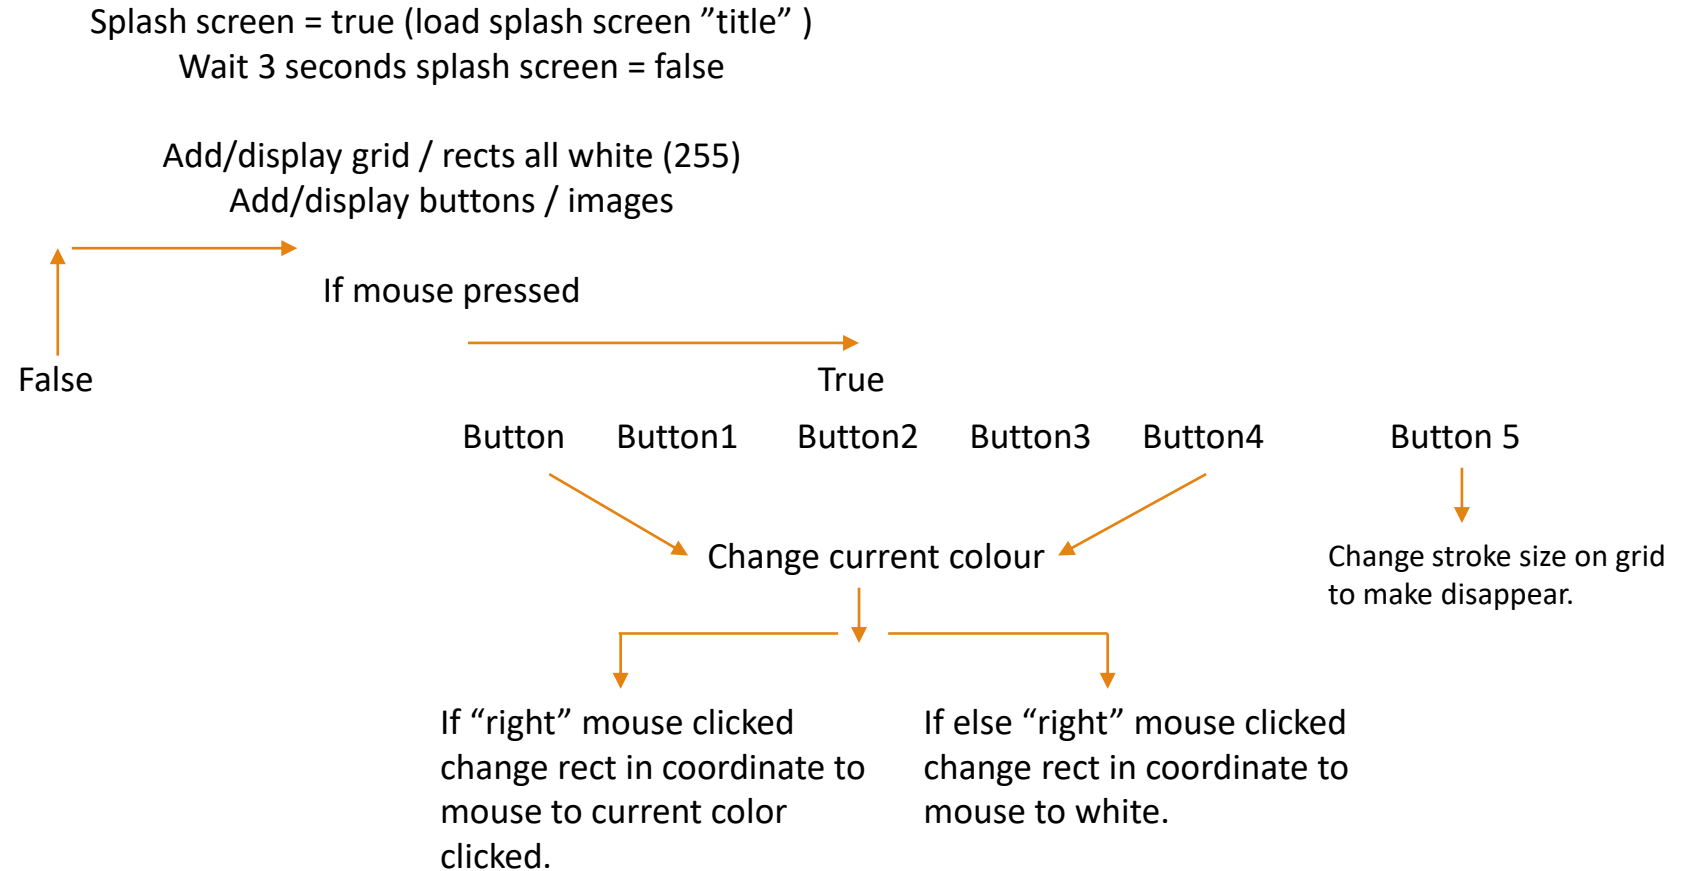 Splash screen = true (load splash screen ”title” )
Wait 3 seconds splash screen = false
Add/display grid / rects all white (255)
Add/display buttons / images
If mouse pressed
False
True
Button
Button1
Button2
Button3
Button4
Button 5
Change current colour
Change stroke size on grid
to make disappear.
If “right” mouse clicked
change rect in coordinate to
mouse to current color
clicked.
If else “right” mouse clicked
change rect in coordinate to
mouse to white.